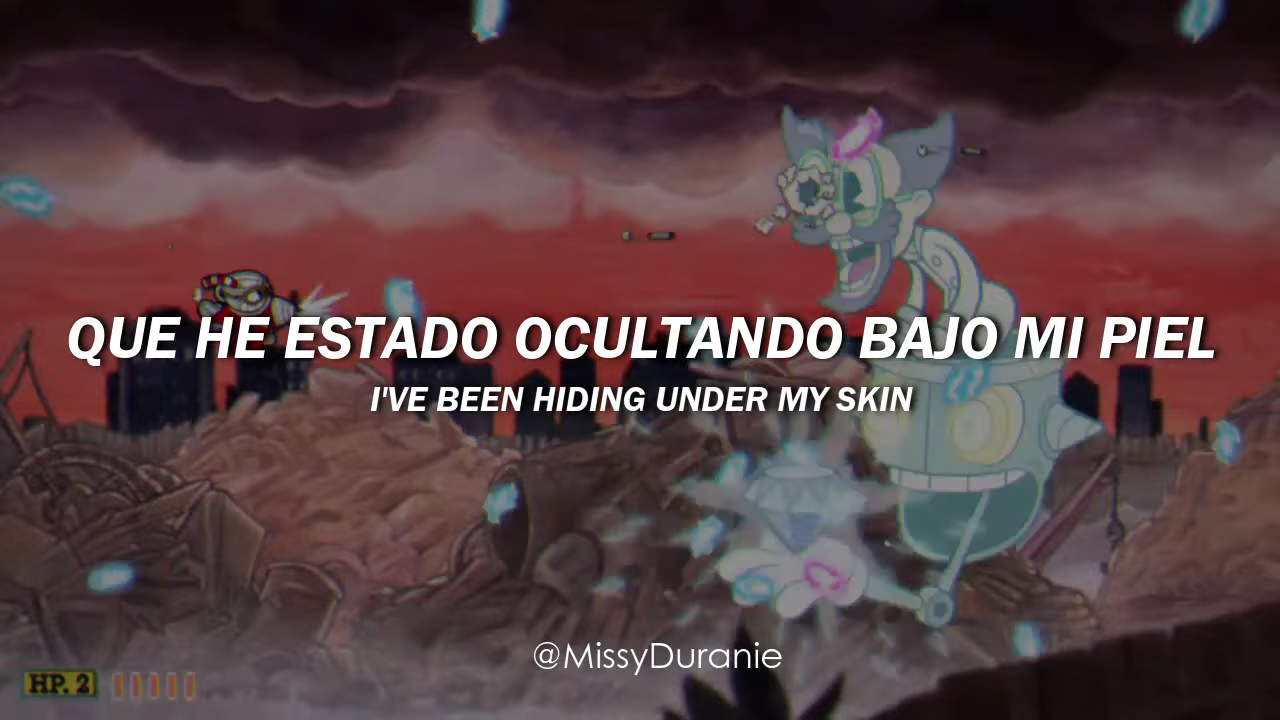 QUE HE ESTADO OCULTANDO BAJO MI PIEL
I'VE BEEN HIDING UNDER MY SKIN
@MissyDuranie
HP. 2